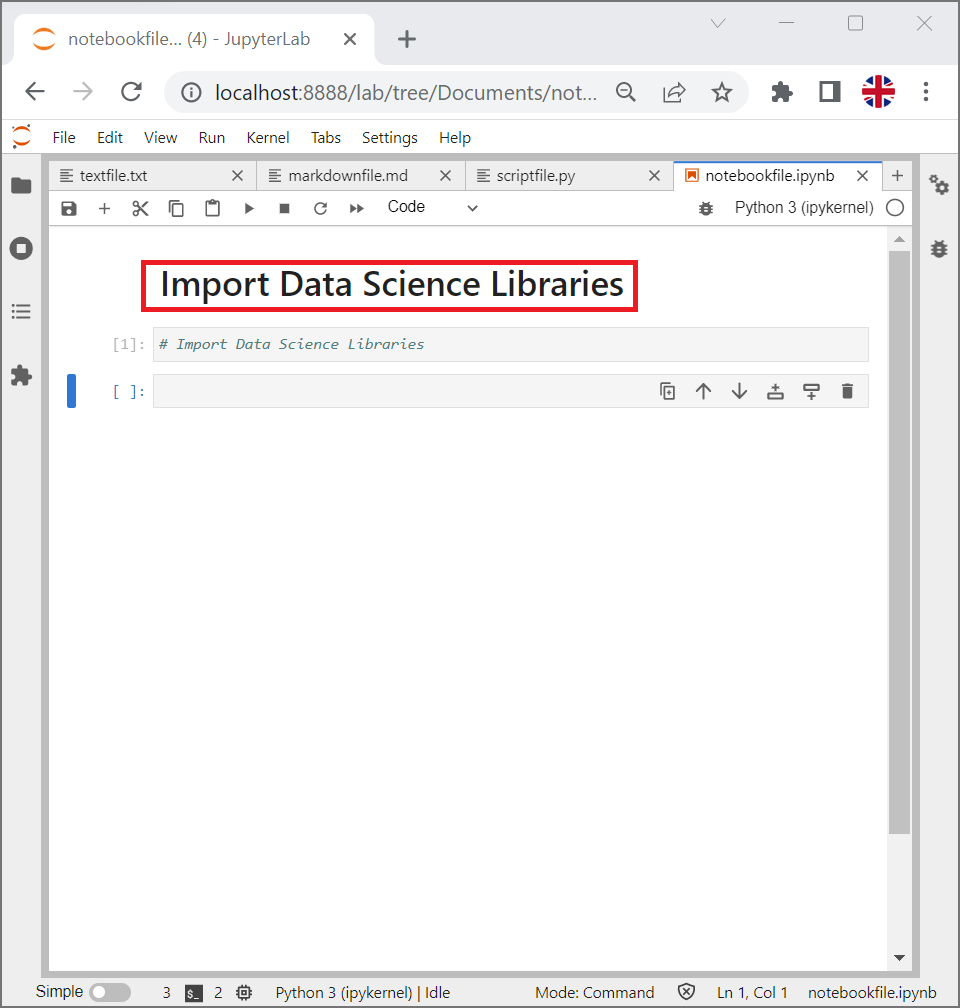 notebookfile... (4) - JupyterLab
localhost:8888/lab/tree/Documents/not...
File Edit View Run Kernel Tabs Settings Help
textfile.txt markdownfile.md scriptfile.py notebookfile.ipynb
Code Python 3 (ipykernel)
Import Data Science Libraries
[1]: # Import Data Science Libraries
[ ]:
Simple 3 $_ 2 Python 3 (ipykernel) | Idle Mode: Command Ln 1, Col 1 notebookfile.ipynb